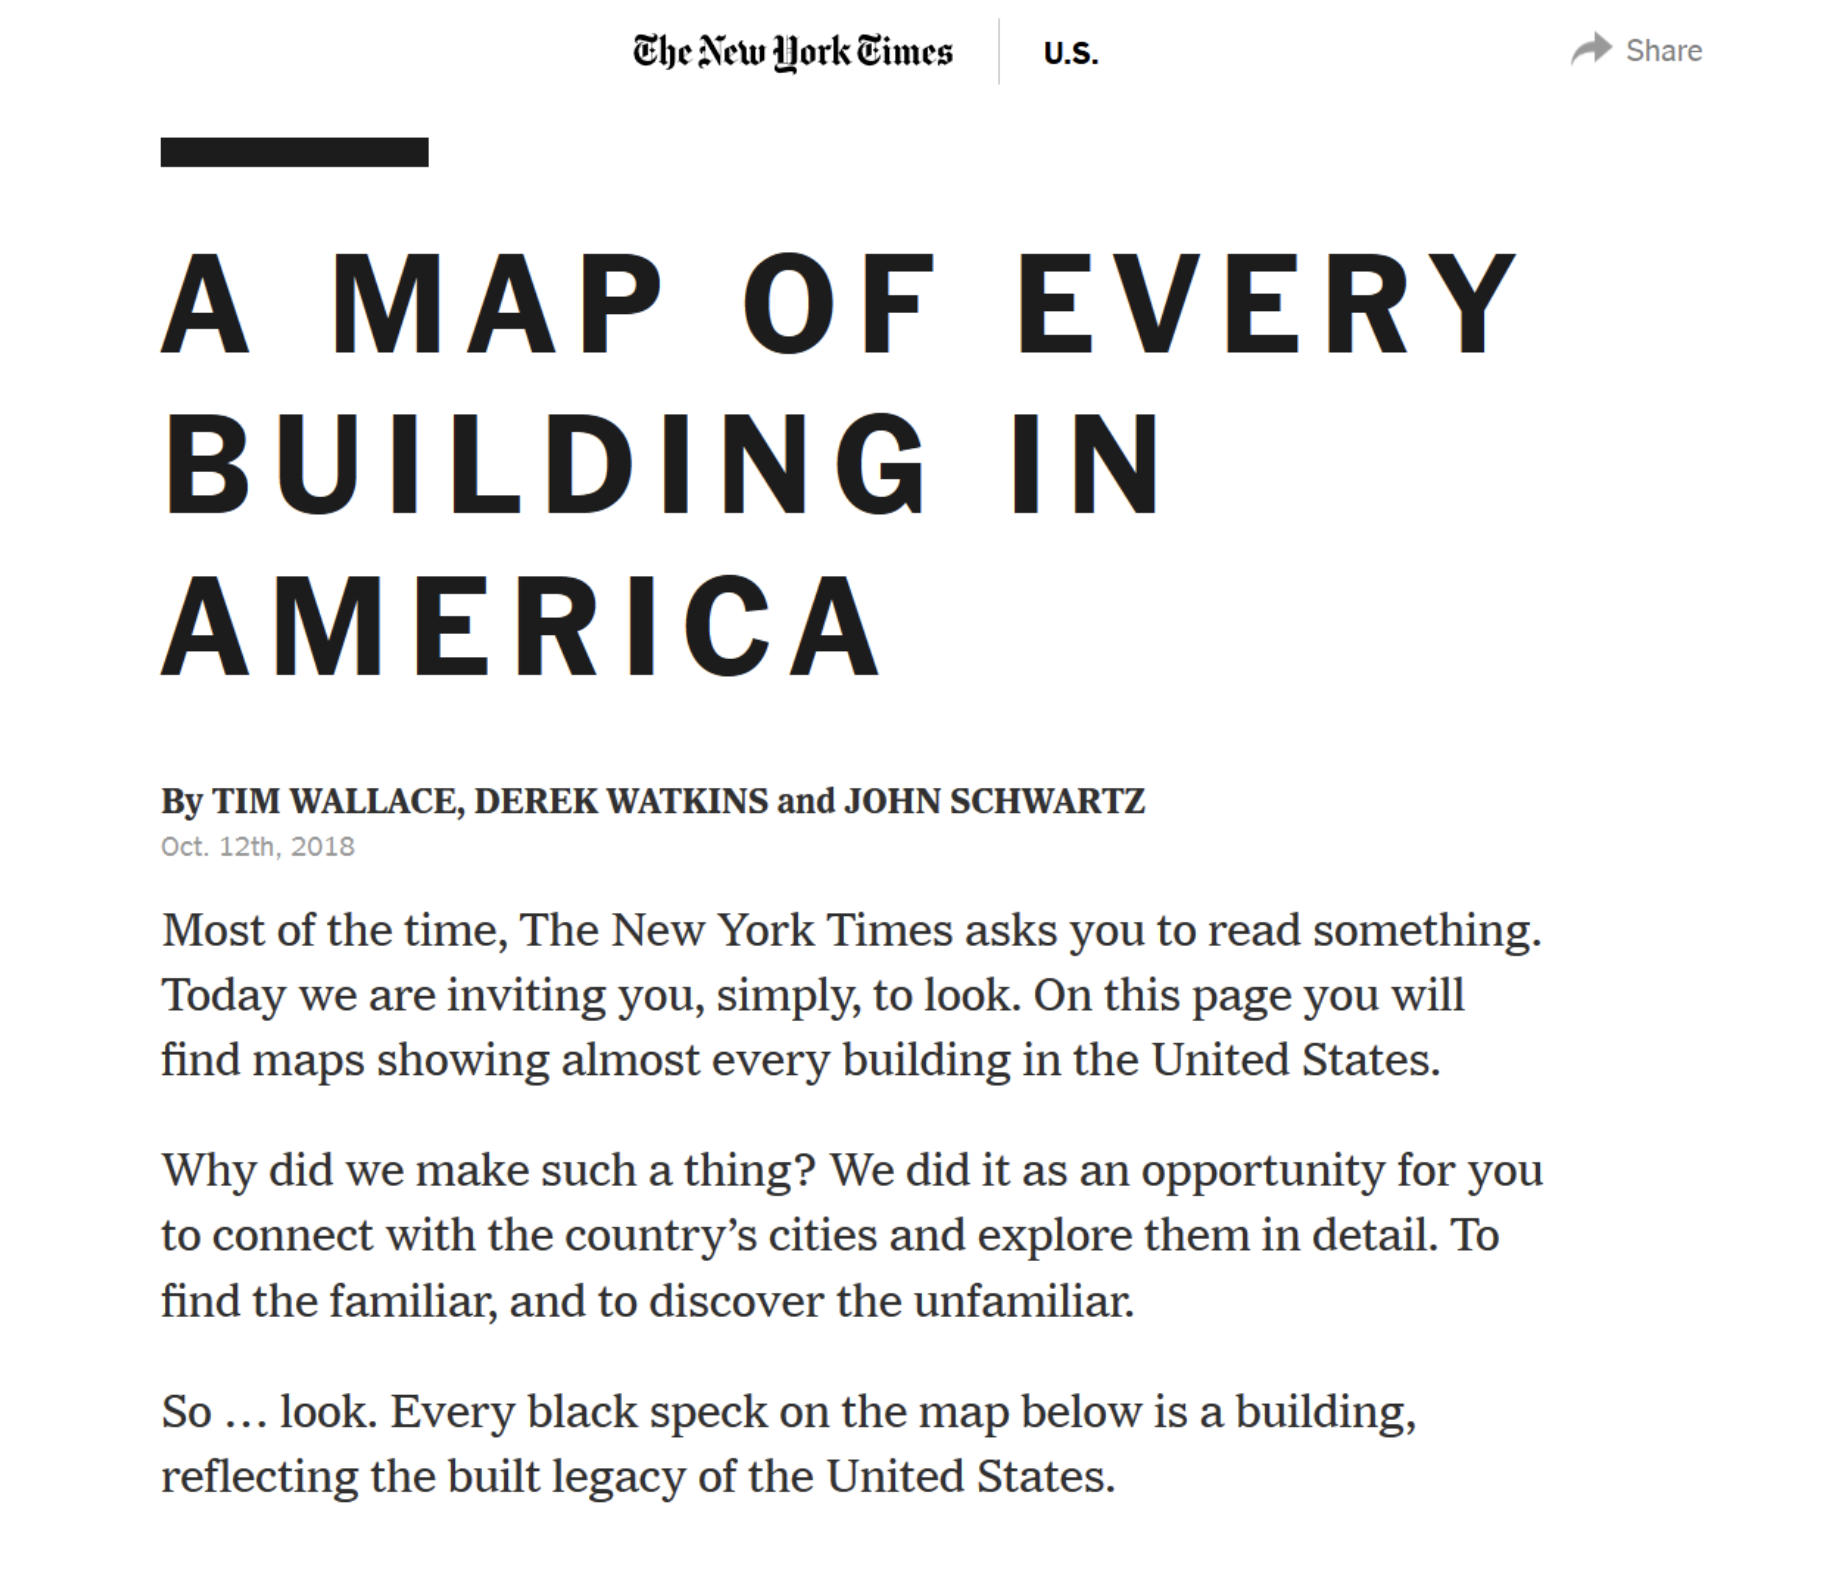 The New York Times
U.S.
Share
A MAP OF EVERY
BUILDING IN
AMERICA
By TIM WALLACE, DEREK WATKINS and JOHN SCHWARTZ
Oct. 12th, 2018
Most of the time, The New York Times asks you to read something.
Today we are inviting you, simply, to look. On this page you will
find maps showing almost every building in the United States.
Why did we make such a thing? We did it as an opportunity for you
to connect with the country’s cities and explore them in detail. To
find the familiar, and to discover the unfamiliar.
So … look. Every black speck on the map below is a building,
reflecting the built legacy of the United States.